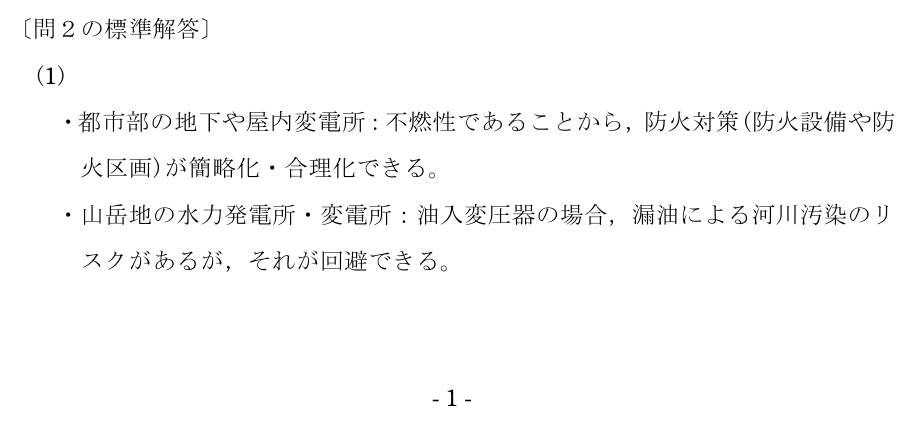 〔問２の標準解答〕
(1)
・都市部の地下や屋内変電所：不燃性であることから，防火対策(防火設備や防
火区画)が簡略化・合理化できる。
・山岳地の水力発電所・変電所：油入変圧器の場合，漏油による河川汚染のリ
スクがあるが，それが回避できる。
- 1 -